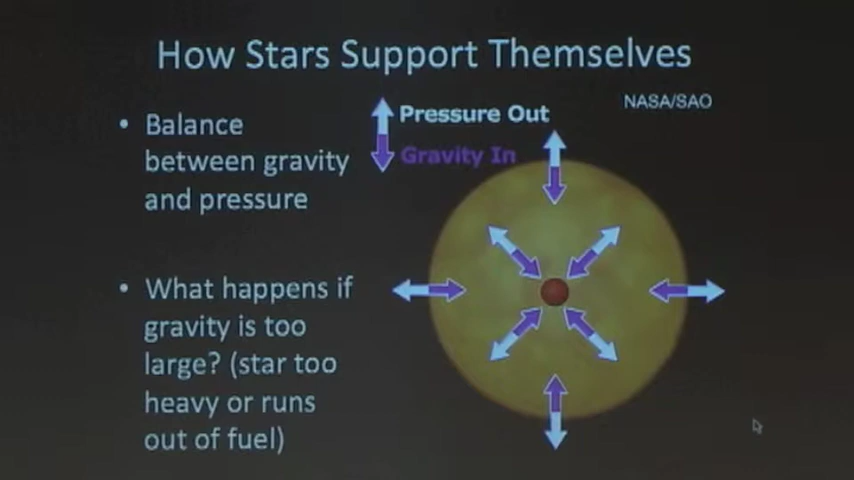 How Stars Support Themselves
• Balance
between gravity
and pressure
• What happens if
gravity is too
large? (star too
heavy or runs
out of fuel)
Pressure Out
Gravity In
NASA/SAO